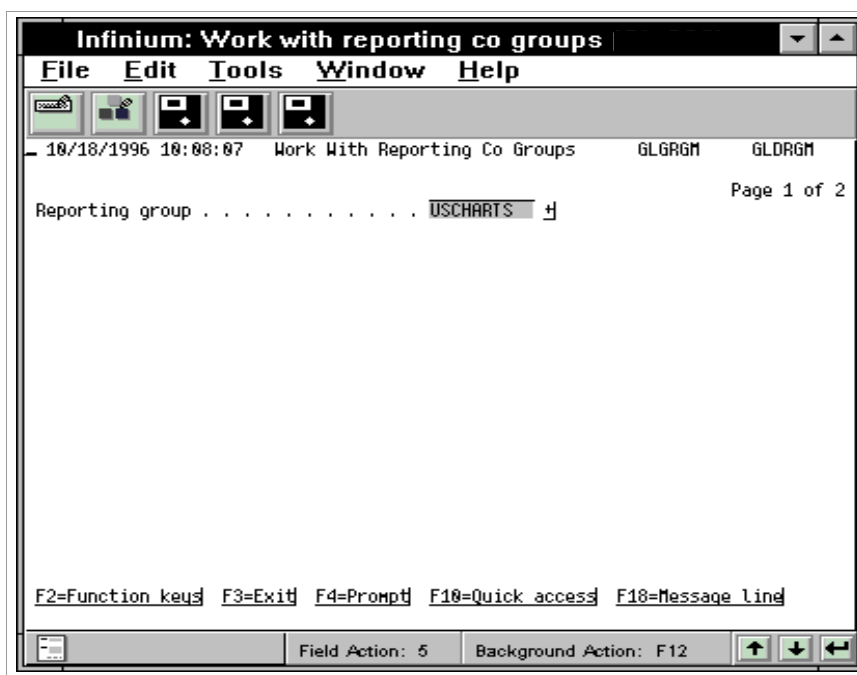 Infinium: Work with reporting co groups
File Edit Tools Window Help
10/18/1996 10:08:07 Work With Reporting Co Groups GLGRGM GLDRGM
Page 1 of 2
Reporting group . . . . . . . . . . . USCHARTS +
F2=Function keys F3=Exit F4=Prompt F10=Quick access F18=Message line
Field Action: 5 Background Action: F12